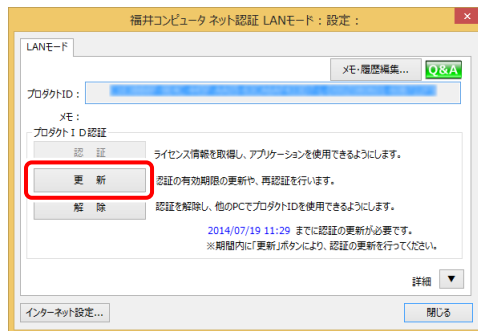 福井コンピュータ ネット認証 LANモード：設定：
LANモード
メモ・履歴編集...
Q&A
プロダクトID：
メモ：
プロダクトＩＤ認証
認　証
ライセンス情報を取得し、アプリケーションを使用できるようにします。
更　新
認証の有効期限の更新や、再認証を行います。
解　除
認証を解除し、他のPCでプロダクトIDを使用できるようにします。
2014/07/19 11:29 までに認証の更新が必要です。
※期間内に「更新」ボタンにより、認証の更新を行ってください。
詳細 ▼
インターネット設定...
閉じる